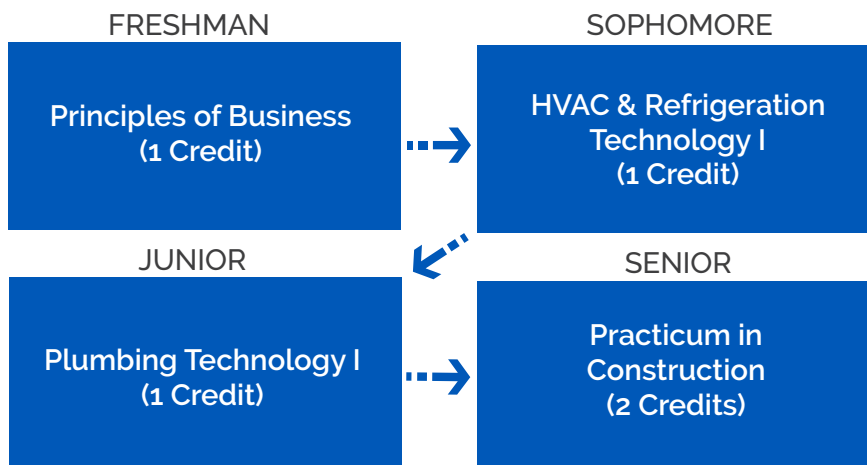 FRESHMAN
Principles of Business
(1 Credit)
SOPHOMORE
HVAC & Refrigeration
Technology I
(1 Credit)
JUNIOR
Plumbing Technology I
(1 Credit)
SENIOR
Practicum in
Construction
(2 Credits)